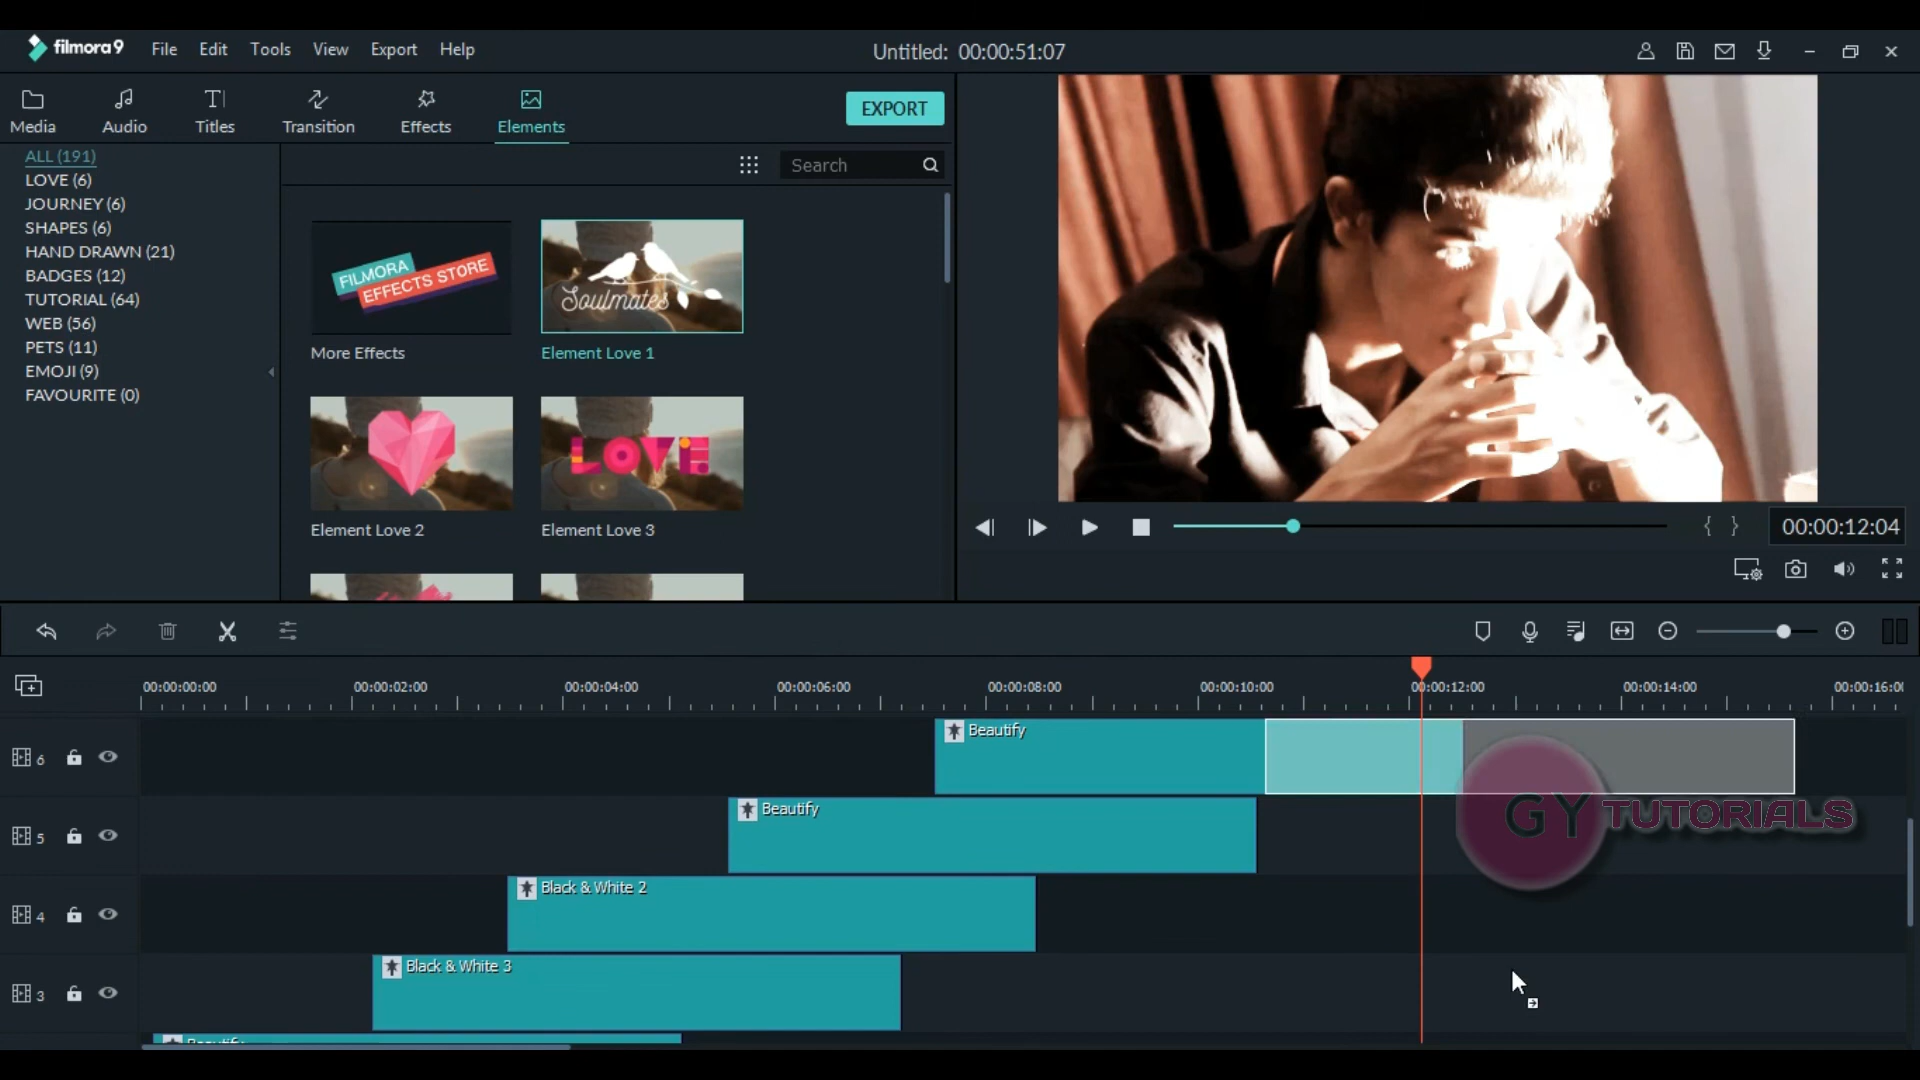 filmora9 File Edit Tools View Export Help Untitled: 00:00:51:07
Media Audio Titles Transition Effects Elements EXPORT
ALL (191)
LOVE (6)
JOURNEY (6)
SHAPES (6)
HAND DRAWN (21)
BADGES (12)
TUTORIAL (64)
WEB (56)
PETS (11)
EMOJI (9)
FAVOURITE (0)
Search
FILMORA
EFFECTS STORE
Soulmates
More Effects Element Love 1
LOVE
Element Love 2 Element Love 3
00:00:12:04
00:00:00:00 00:00:02:00 00:00:04:00 00:00:06:00 00:00:08:00 00:00:10:00 00:00:12:00 00:00:14:00 00:00:16:00
6 Beautify
5 Beautify
GY TUTORIALS
4 Black & White 2
3 Black & White 3
Beautify